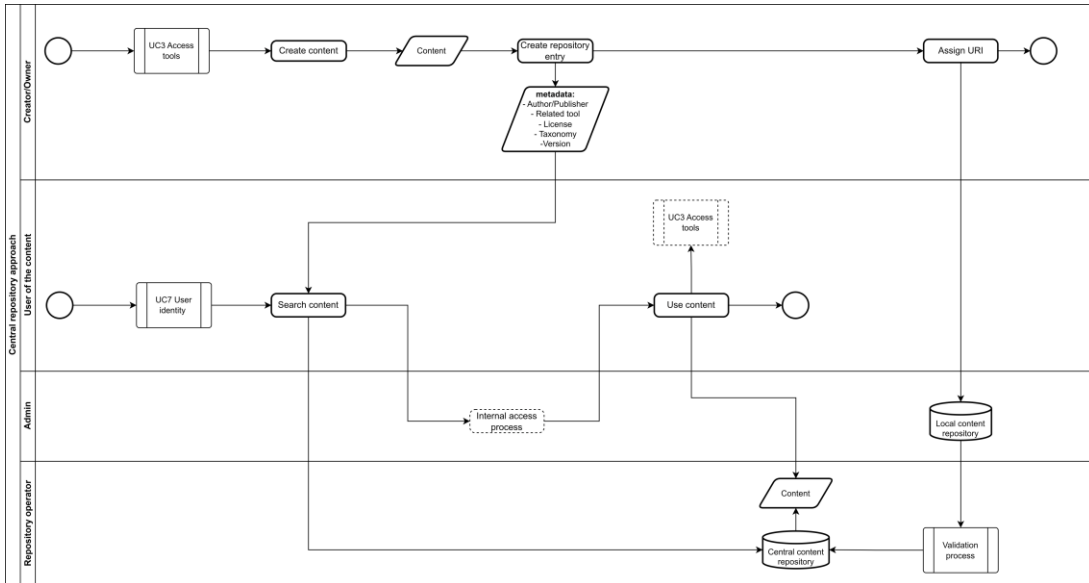 Central repository approach
Creator/Owner
UC3 Access
tools
Create content
Content
Create repository
entry
Assign URI
metadata:
- Author/Publisher
- Related tool
- License
- Taxonomy
-Version
User of the content
UC3 Access
tools
UC7 User
identity
Search content
Use content
Admin
Internal access
process
Local content
repository
Repository operator
Content
Central content
repository
Validation
process